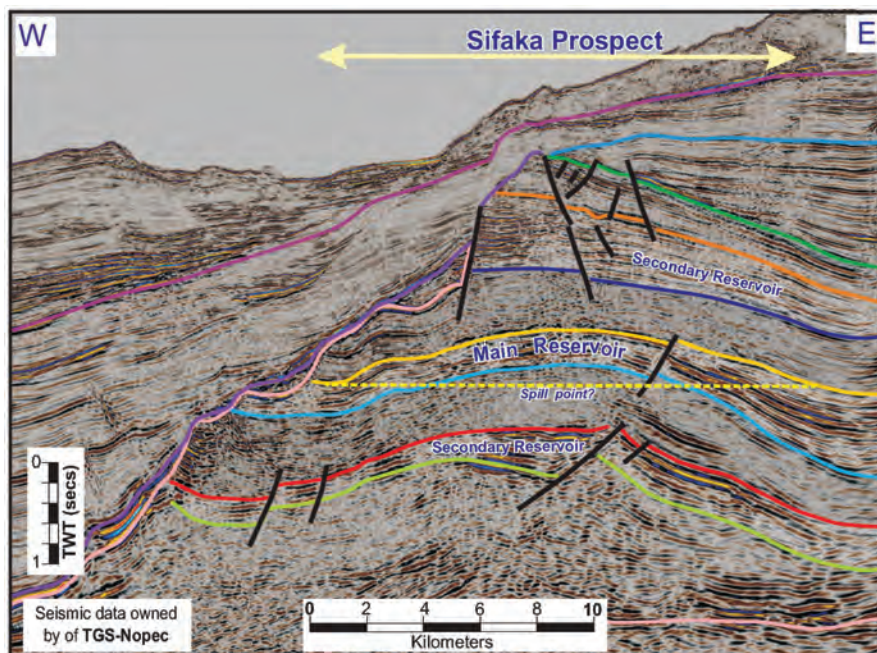 W
Sifaka Prospect
E
Secondary Reservoir
Main Reservoir
Spill point?
Secondary Reservoir
0
TWT (secs)
1
Seismic data owned
by of TGS-Nopec
0 2 4 6 8 10
Kilometers